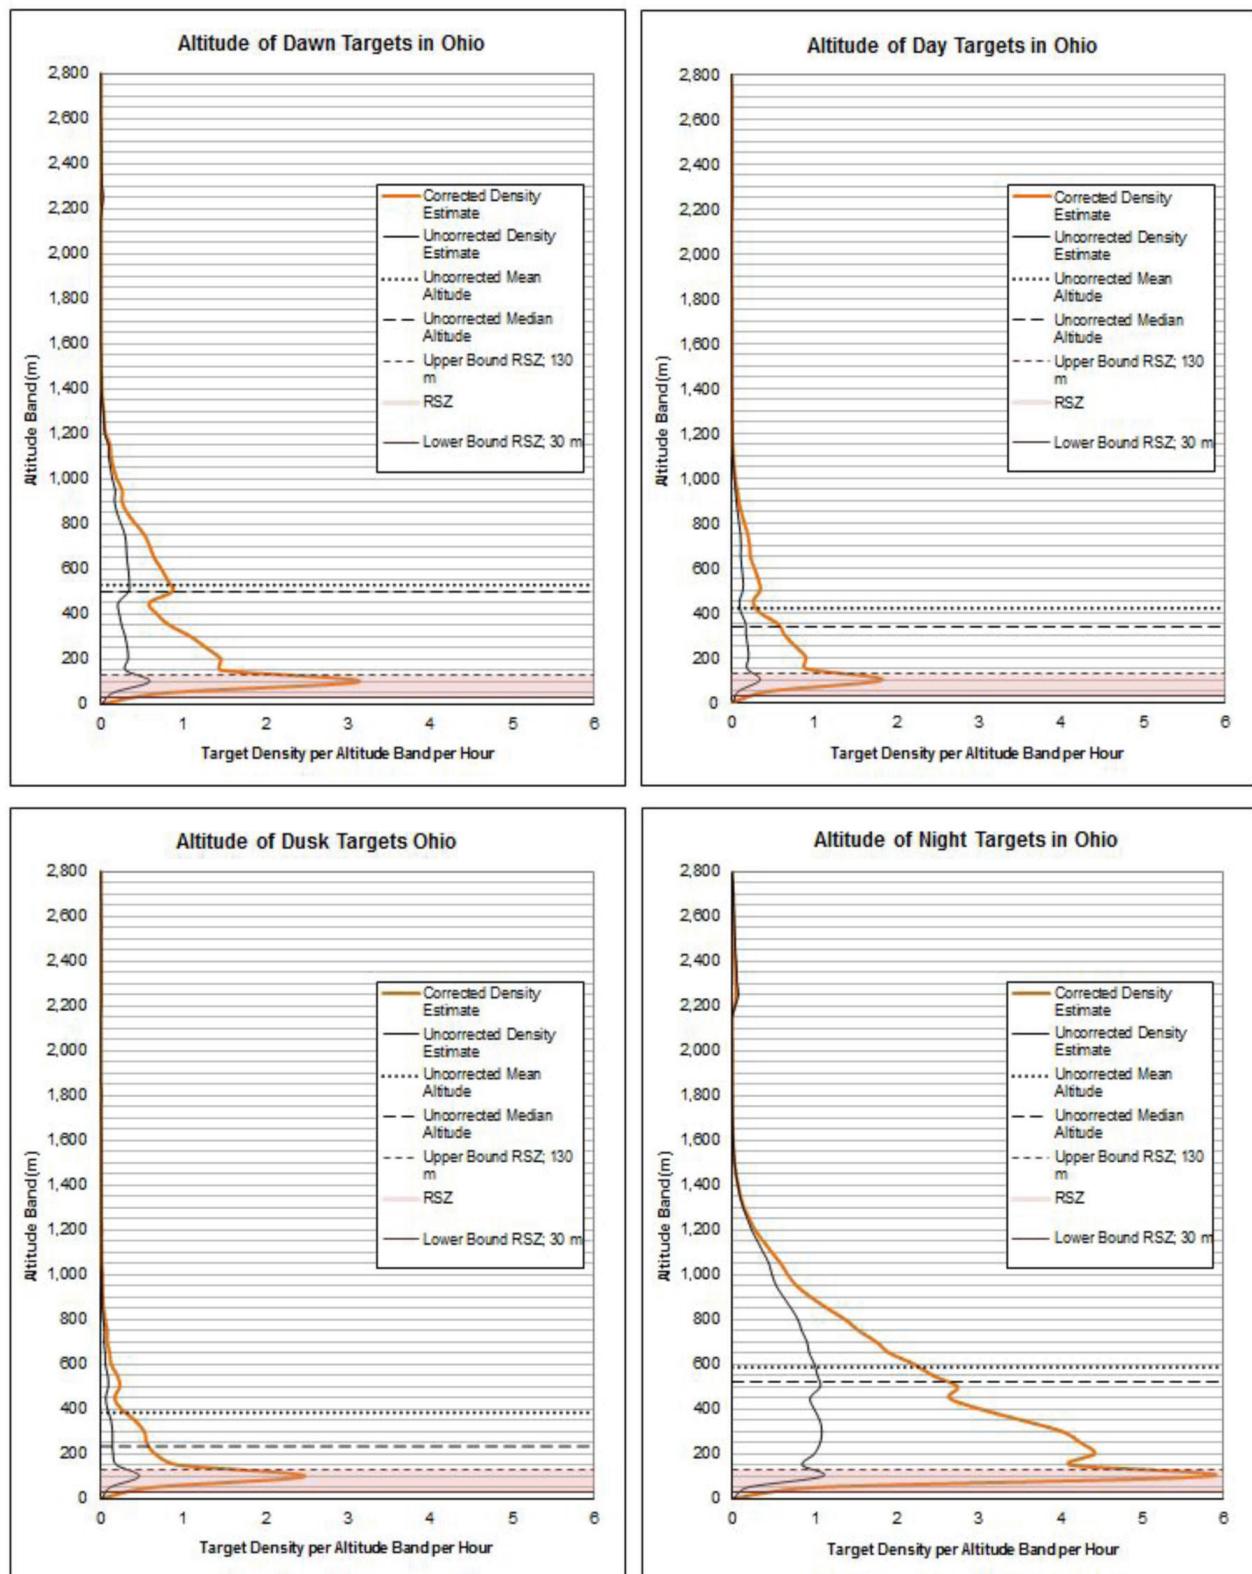 Altitude of Dawn Targets in Ohio
2,800
2,600
2,400
2,200
2,000
1,800
1,600
1,400
1,200
1,000
800
600
400
200
0
Altitude Band(m)
Corrected Density
Estimate
Uncorrected Density
Estimate
Uncorrected Mean
Altitude
Uncorrected Median
Altitude
Upper Bound RSZ; 130
m
RSZ
Lower Bound RSZ; 30 m
0 1 2 3 4 5 6
Target Density per Altitude Band per Hour
Altitude of Day Targets in Ohio
2,800
2,600
2,400
2,200
2,000
1,800
1,600
1,400
1,200
1,000
800
600
400
200
0
Altitude Band(m)
Corrected Density
Estimate
Uncorrected Density
Estimate
Uncorrected Mean
Altitude
Uncorrected Median
Altitude
Upper Bound RSZ; 130
m
RSZ
Lower Bound RSZ; 30 m
0 1 2 3 4 5 6
Target Density per Altitude Band per Hour
Altitude of Dusk Targets Ohio
2,800
2,600
2,400
2,200
2,000
1,800
1,600
1,400
1,200
1,000
800
600
400
200
0
Altitude Band(m)
Corrected Density
Estimate
Uncorrected Density
Estimate
Uncorrected Mean
Altitude
Uncorrected Median
Altitude
Upper Bound RSZ; 130
m
RSZ
Lower Bound RSZ; 30 m
0 1 2 3 4 5 6
Target Density per Altitude Band per Hour
Altitude of Night Targets in Ohio
2,800
2,600
2,400
2,200
2,000
1,800
1,600
1,400
1,200
1,000
800
600
400
200
0
Altitude Band(m)
Corrected Density
Estimate
Uncorrected Density
Estimate
Uncorrected Mean
Altitude
Uncorrected Median
Altitude
Upper Bound RSZ; 130
m
RSZ
Lower Bound RSZ; 30 m
0 1 2 3 4 5 6
Target Density per Altitude Band per Hour